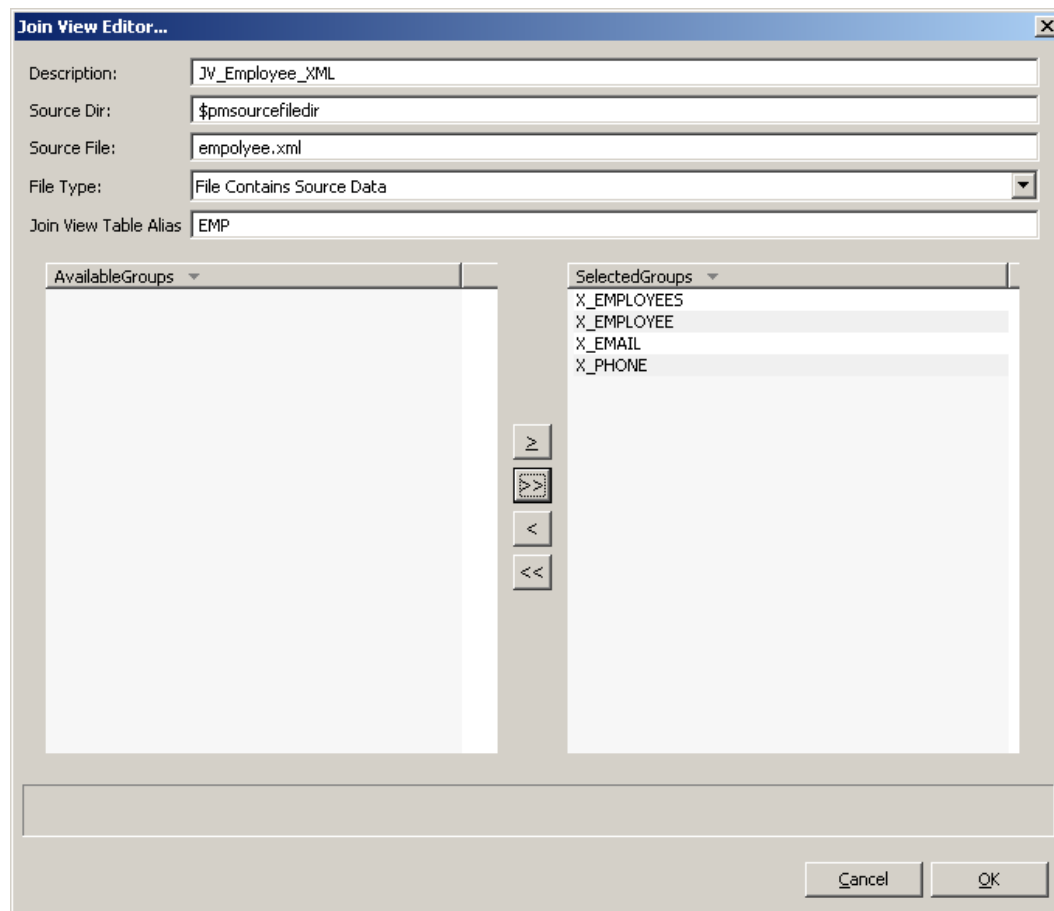 Join View Editor...
Description: JV_Employee_XML
Source Dir: $pmsourcefiledir
Source File: empolyee.xml
File Type: File Contains Source Data
Join View Table Alias EMP
AvailableGroups SelectedGroups
X_EMPLOYEES
X_EMPLOYEE
X_EMAIL
X_PHONE
≥
>>
<
<<
Cancel OK